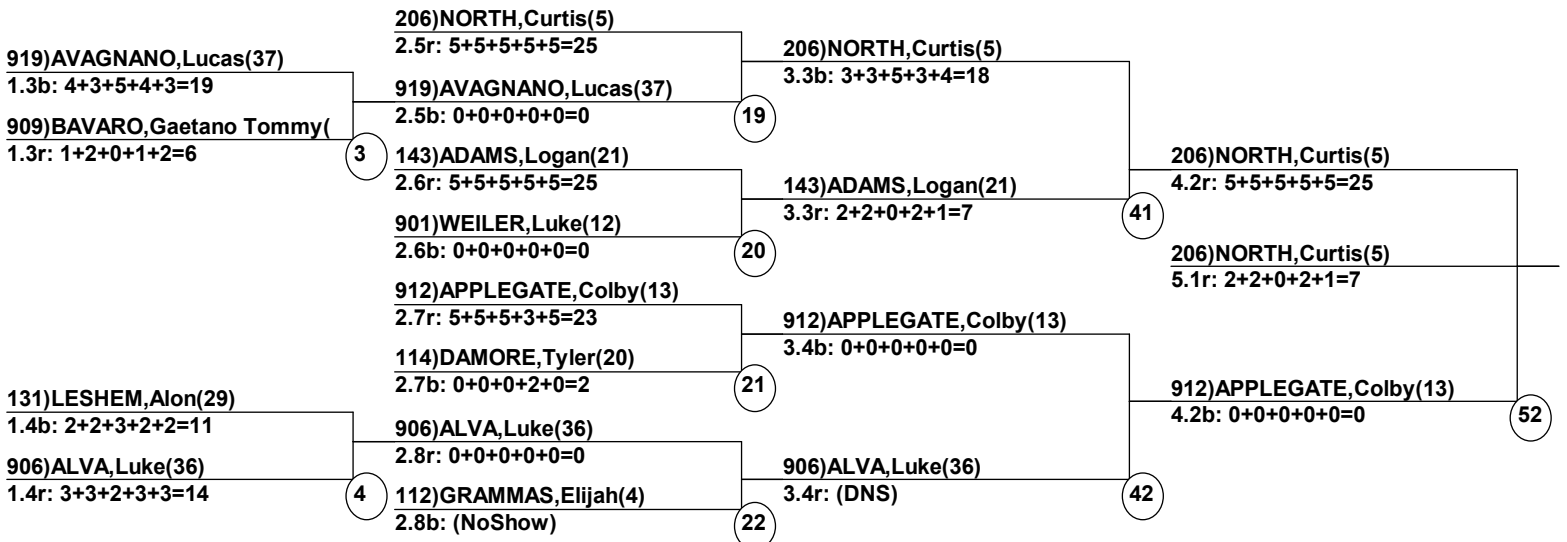 919)AVAGNANO,Lucas(37)
1.3b: 4+3+5+4+3=19
909)BAVARO,Gaetano Tommy(
1.3r: 1+2+0+1+2=6
3
131)LESHEM,Alon(29)
1.4b: 2+2+3+2+2=11
906)ALVA,Luke(36)
1.4r: 3+3+2+3+3=14
4
206)NORTH,Curtis(5)
2.5r: 5+5+5+5+5=25
919)AVAGNANO,Lucas(37)
2.5b: 0+0+0+0+0=0
19
143)ADAMS,Logan(21)
2.6r: 5+5+5+5+5=25
901)WEILER,Luke(12)
2.6b: 0+0+0+0+0=0
20
912)APPLEGATE,Colby(13)
2.7r: 5+5+5+3+5=23
114)DAMORE,Tyler(20)
2.7b: 0+0+0+2+0=2
21
906)ALVA,Luke(36)
2.8r: 0+0+0+0+0=0
112)GRAMMAS,Elijah(4)
2.8b: (NoShow)
22
206)NORTH,Curtis(5)
3.3b: 3+3+5+3+4=18
143)ADAMS,Logan(21)
3.3r: 2+2+0+2+1=7
41
912)APPLEGATE,Colby(13)
3.4b: 0+0+0+0+0=0
906)ALVA,Luke(36)
3.4r: (DNS)
42
206)NORTH,Curtis(5)
4.2r: 5+5+5+5+5=25
206)NORTH,Curtis(5)
5.1r: 2+2+0+2+1=7
912)APPLEGATE,Colby(13)
4.2b: 0+0+0+0+0=0
52